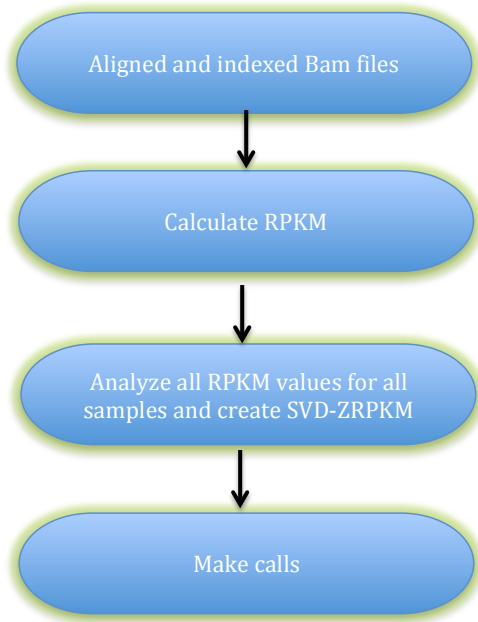 Aligned and indexed Bam files
Calculate RPKM
Analyze all RPKM values for all
samples and create SVD-ZRPKM
Make calls